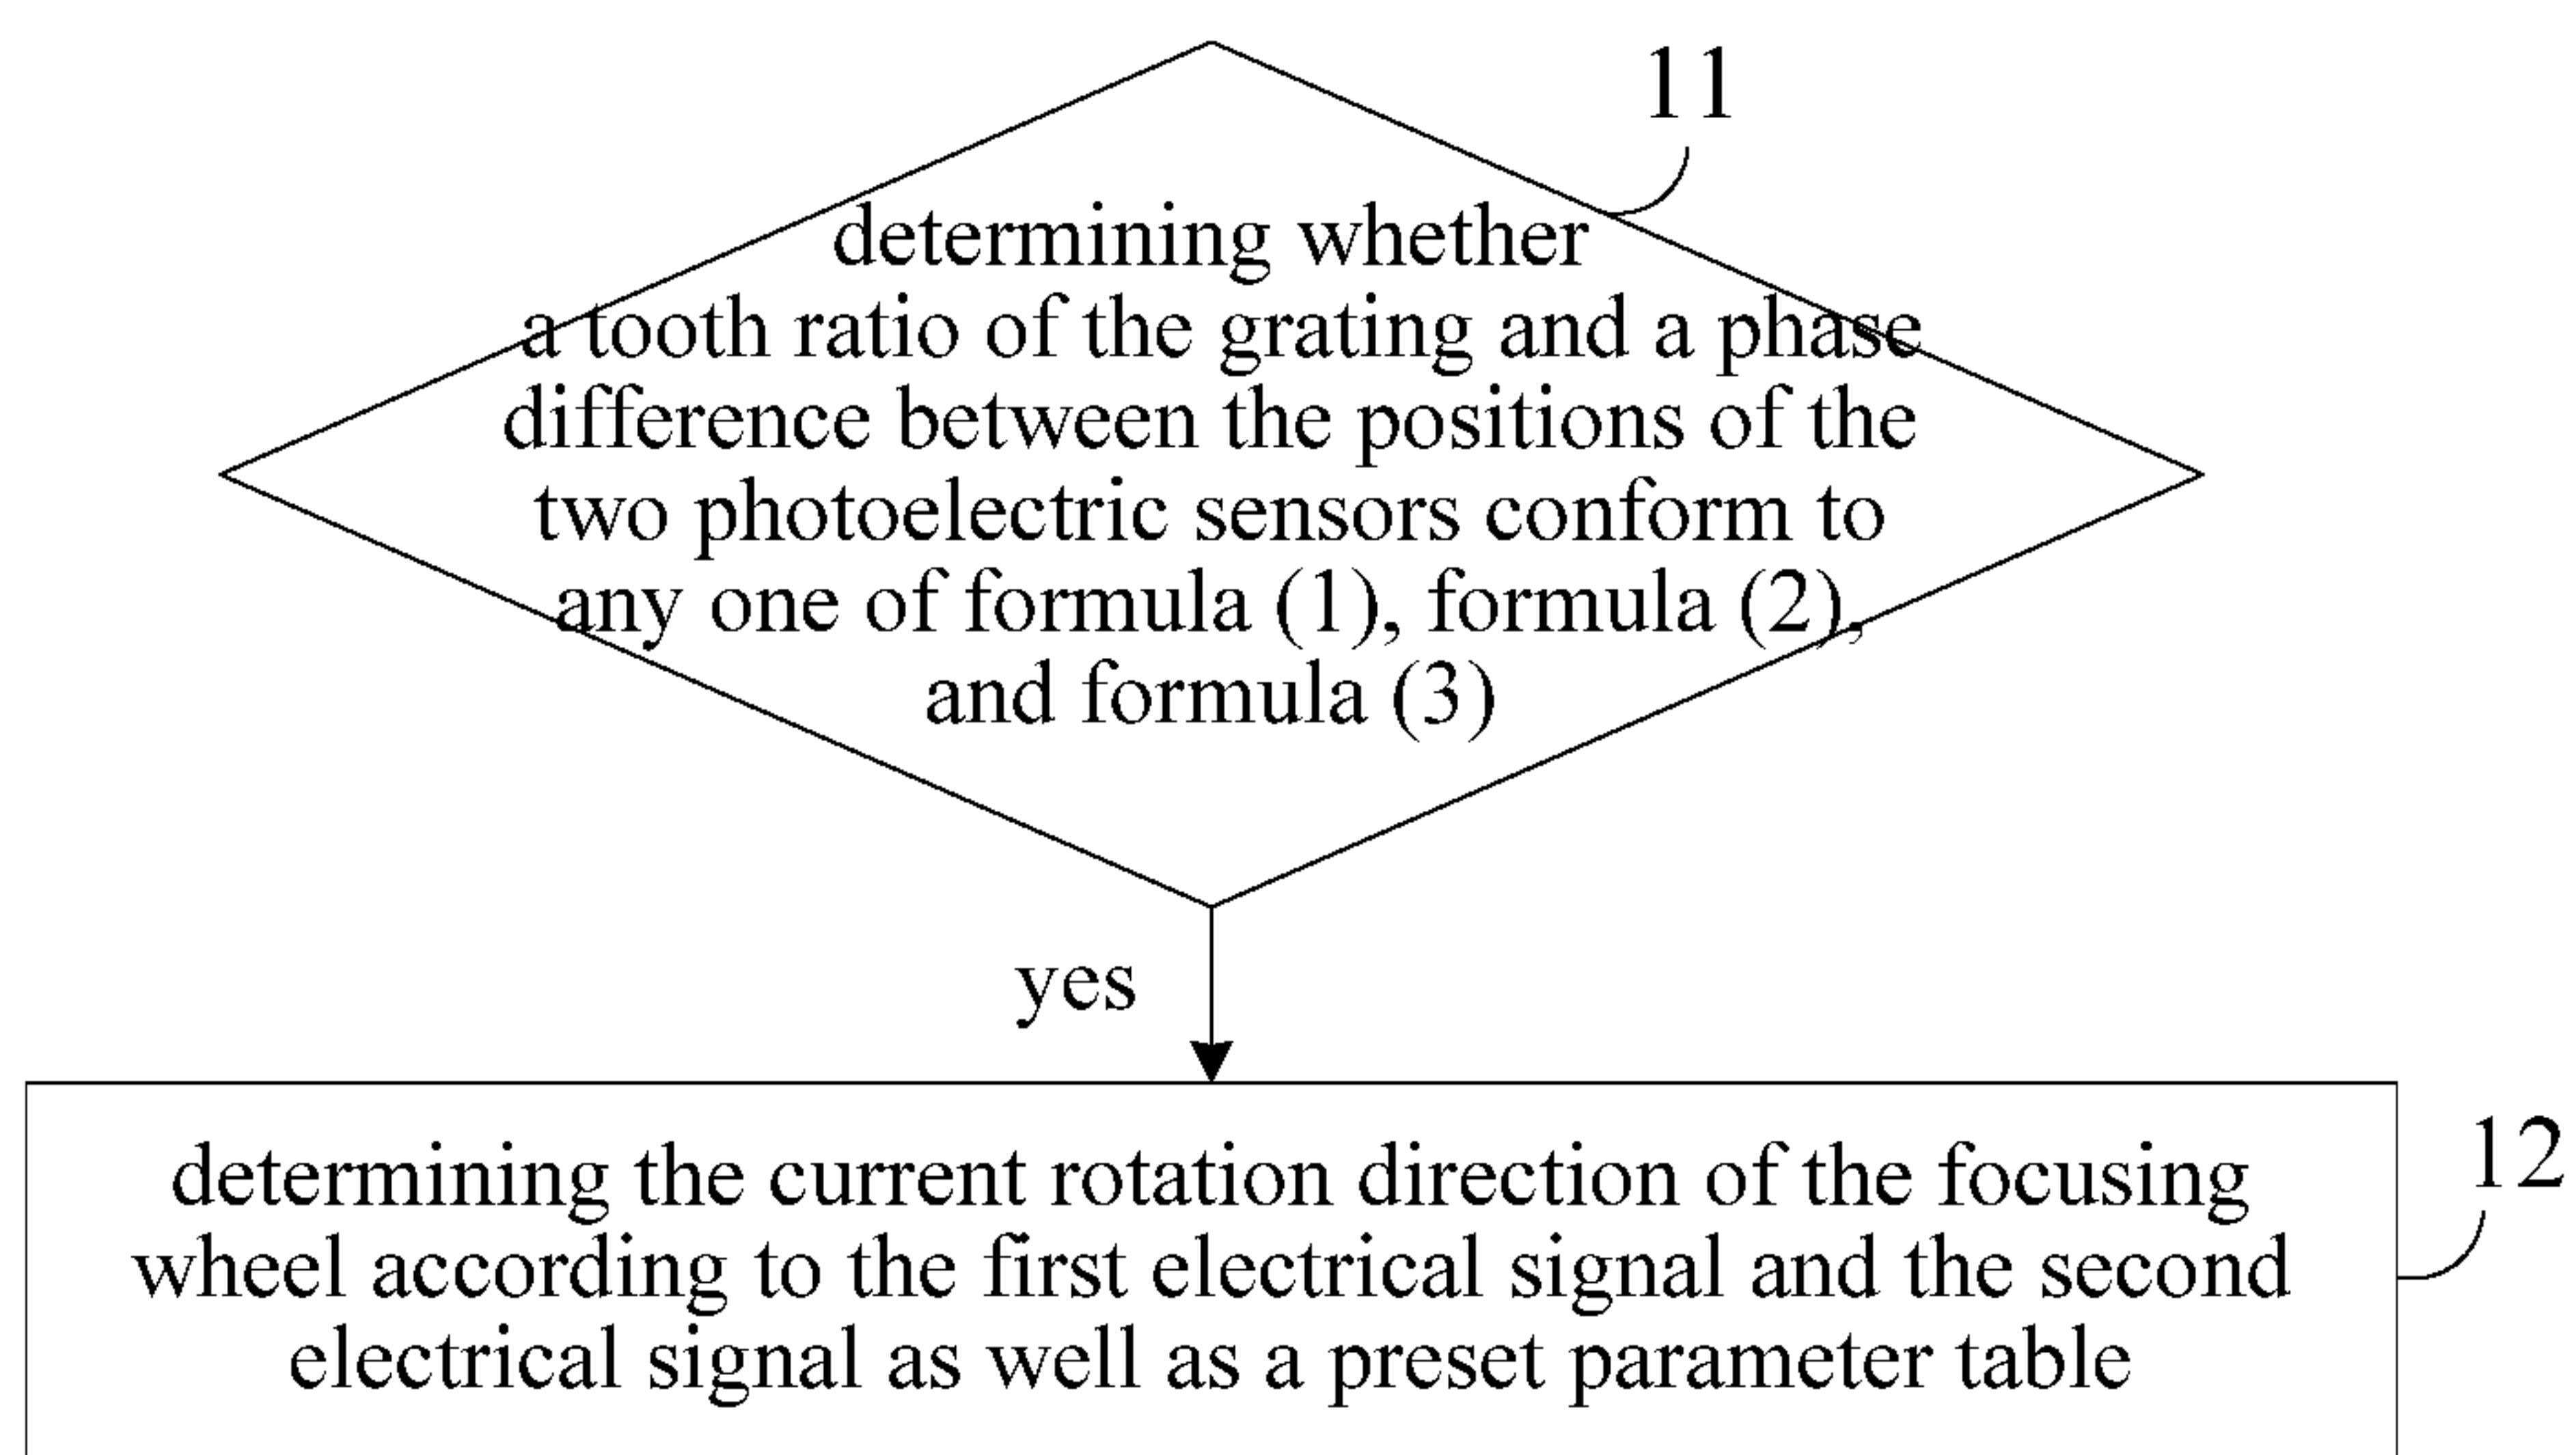 11
determining whether
a tooth ratio of the grating and a phase
difference between the positions of the
two photoelectric sensors conform to
any one of formula (1), formula (2),
and formula (3)
yes
12
determining the current rotation direction of the focusing
wheel according to the first electrical signal and the second
electrical signal as well as a preset parameter table